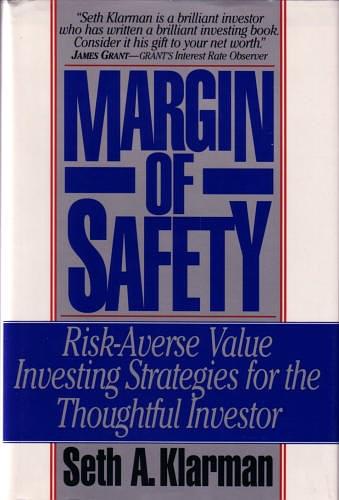 “Seth Klarman is a brilliant investor
who has written a brilliant investing book.
Consider it his gift to your net worth.”
JAMES GRANT—GRANT'S Interest Rate Observer
MARGIN
OF
SAFETY
Risk-Averse Value
Investing Strategies for the
Thoughtful Investor
Seth A. Klarman